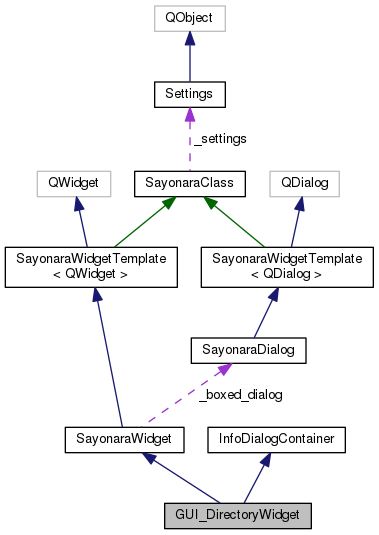 QObject
Settings
_settings
QWidget
SayonaraClass
QDialog
SayonaraWidgetTemplate
< QWidget >
SayonaraWidgetTemplate
< QDialog >
SayonaraDialog
_boxed_dialog
SayonaraWidget
InfoDialogContainer
GUI_DirectoryWidget